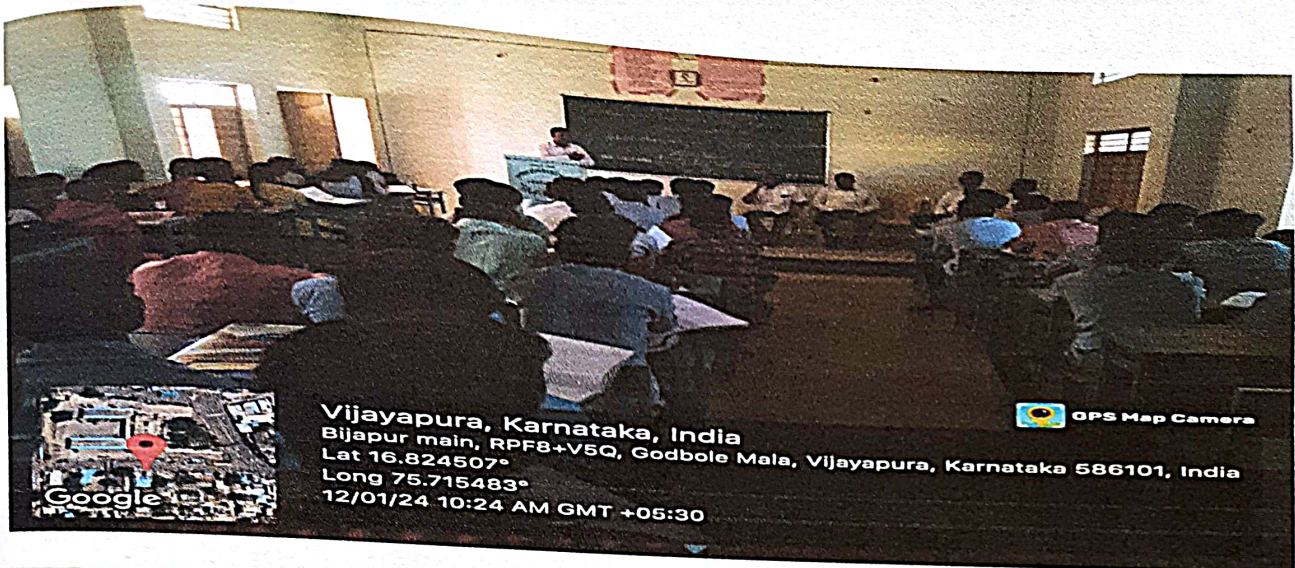 Vijayapura, Karnataka, India
Bijapur main, RPF8+V5Q, Godbole Mala, Vijayapura, Karnataka 586101, India
Lat 16.824507°
Long 75.715483°
12/01/24 10:24 AM GMT +05:30
GPS Map Camera
Google